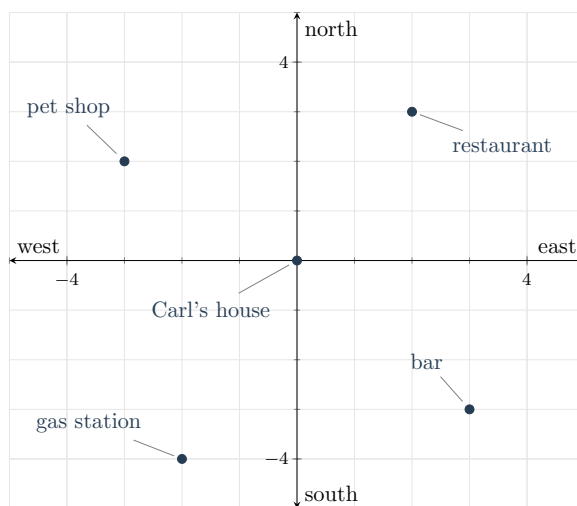 north
4
pet shop
restaurant
west
east
−4
4
Carl's house
bar
gas station
−4
south